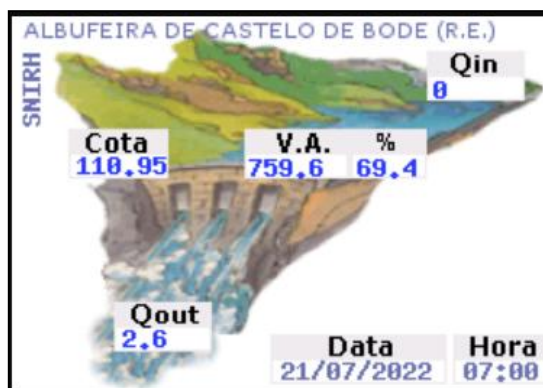 ALBUFEIRA DE CASTELO DE BODE (R.E.)
SNIRH
Qin
0
Cota
110.95
V.A.
759.6
%
69.4
Qout
2.6
Data
21/07/2022
Hora
07:00